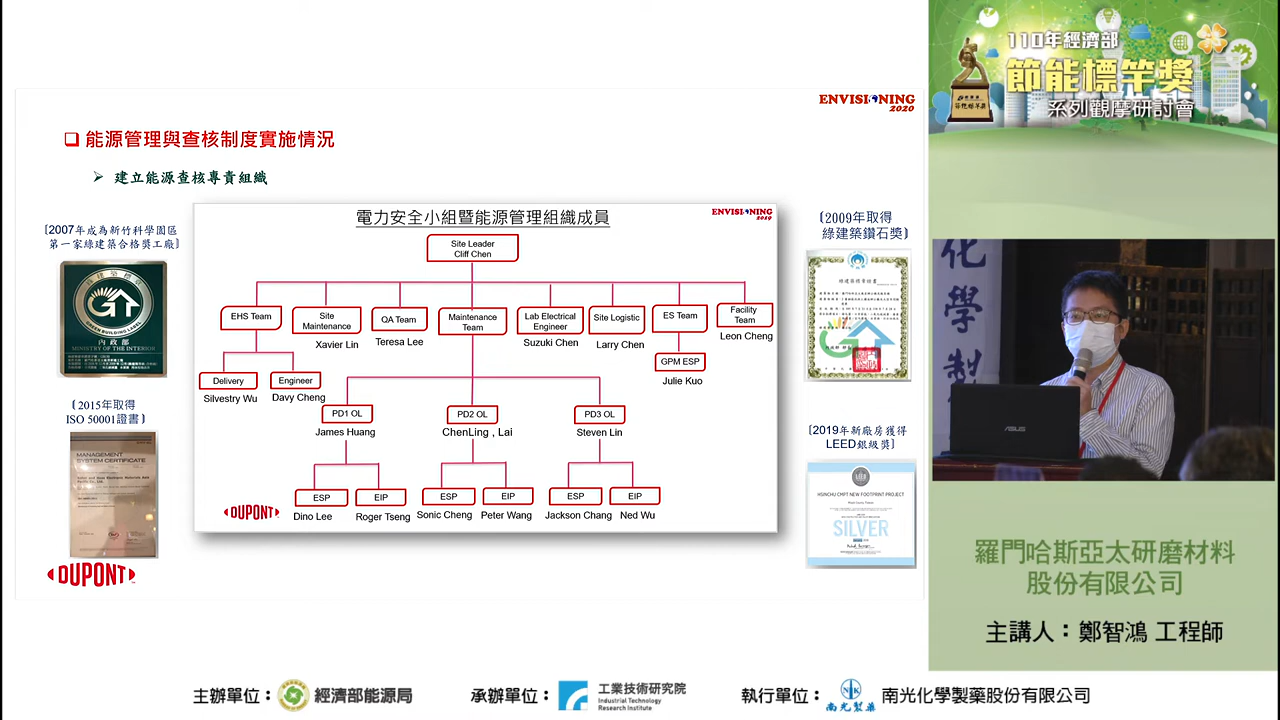 ENVISIONING
2020
能源管理與查核制度實施情況
建立能源查核專責組織
〔2007年成為新竹科學園區
第一家綠建築合格獎工廠〕
GREEN BUILDING LABEL
內政部
MINISTRY OF THE INTERIOR
〔2015年取得
ISO 50001證書〕
MANAGEMENT
SYSTEM CERTIFICATE
DUPONT
電力安全小組暨能源管理組織成員
ENVISIONING
2019
Site Leader
Cliff Chen
EHS Team
Site
Maintenance
Xavier Lin
QA Team
Teresa Lee
Maintenance
Team
Lab Electrical
Engineer
Suzuki Chen
Site Logistic
Larry Chen
ES Team
Facility
Team
Leon Cheng
GPM ESP
Julie Kuo
Delivery
Silvestry Wu
Engineer
Davy Cheng
PD1 OL
James Huang
PD2 OL
ChenLing , Lai
PD3 OL
Steven Lin
ESP
Dino Lee
EIP
Roger Tseng
ESP
Sonic Cheng
EIP
Peter Wang
ESP
Jackson Chang
EIP
Ned Wu
DUPONT
〔2009年取得
綠建築鑽石獎〕
〔2019年新廠房獲得
LEED銀級獎〕
HSINCHU CMPT NEW FOOTPRINT PROJECT
SILVER
110年經濟部
節能標竿獎
系列觀摩研討會
節能標竿獎
化學製
ASUS
羅門哈斯亞太研磨材料
股份有限公司
主講人：鄭智鴻 工程師
主辦單位：
經濟部能源局
承辦單位：
工業技術研究院
Industrial Technology
Research Institute
執行單位：
南光製藥
南光化學製藥股份有限公司